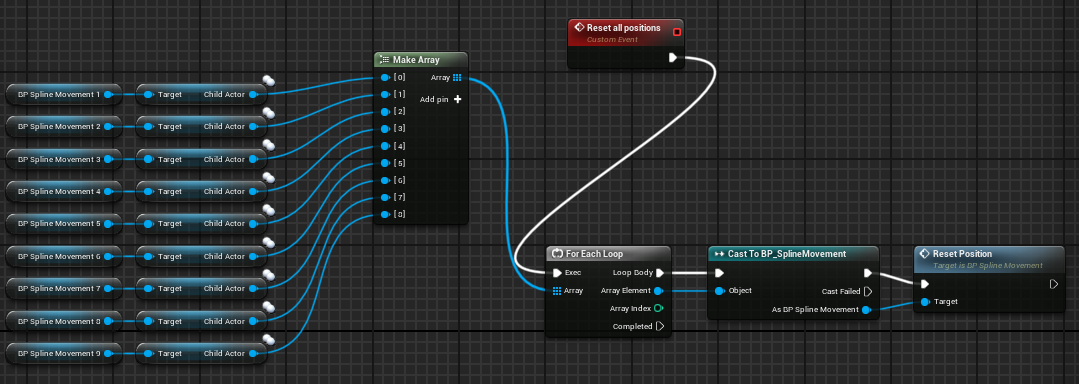 Reset all positions
Custom Event
Make Array
[0]
Array
[1]
Add pin
[2]
[3]
[4]
[5]
[6]
[7]
[8]
BP Spline Movement 1
Target
Child Actor
BP Spline Movement 2
Target
Child Actor
BP Spline Movement 3
Target
Child Actor
BP Spline Movement 4
Target
Child Actor
BP Spline Movement 5
Target
Child Actor
BP Spline Movement 6
Target
Child Actor
BP Spline Movement 7
Target
Child Actor
BP Spline Movement 8
Target
Child Actor
BP Spline Movement 9
Target
Child Actor
For Each Loop
Exec
Loop Body
Array
Array Element
Array Index
Completed
Cast To BP_SplineMovement
Object
Cast Failed
As BP Spline Movement
Reset Position
Target is BP Spline Movement
Target